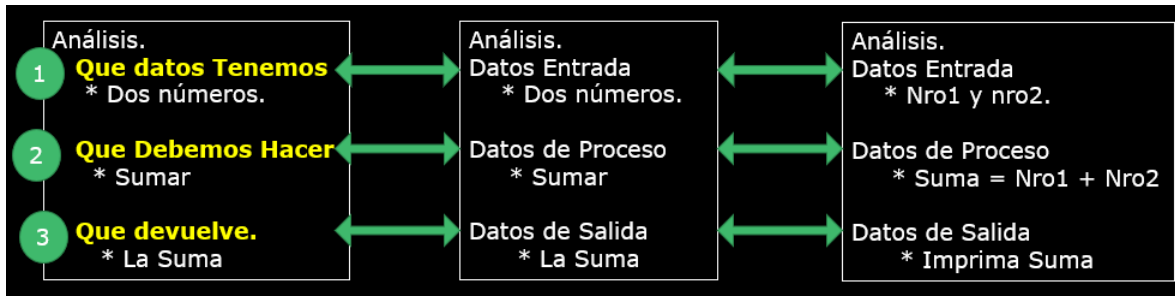 Análisis.
1 Que datos Tenemos
* Dos números.
2 Que Debemos Hacer
* Sumar
3 Que devuelve.
* La Suma
Análisis.
Datos Entrada
* Dos números.
Datos de Proceso
* Sumar
Datos de Salida
* La Suma
Análisis.
Datos Entrada
* Nro1 y nro2.
Datos de Proceso
* Suma = Nro1 + Nro2
Datos de Salida
* Imprima Suma